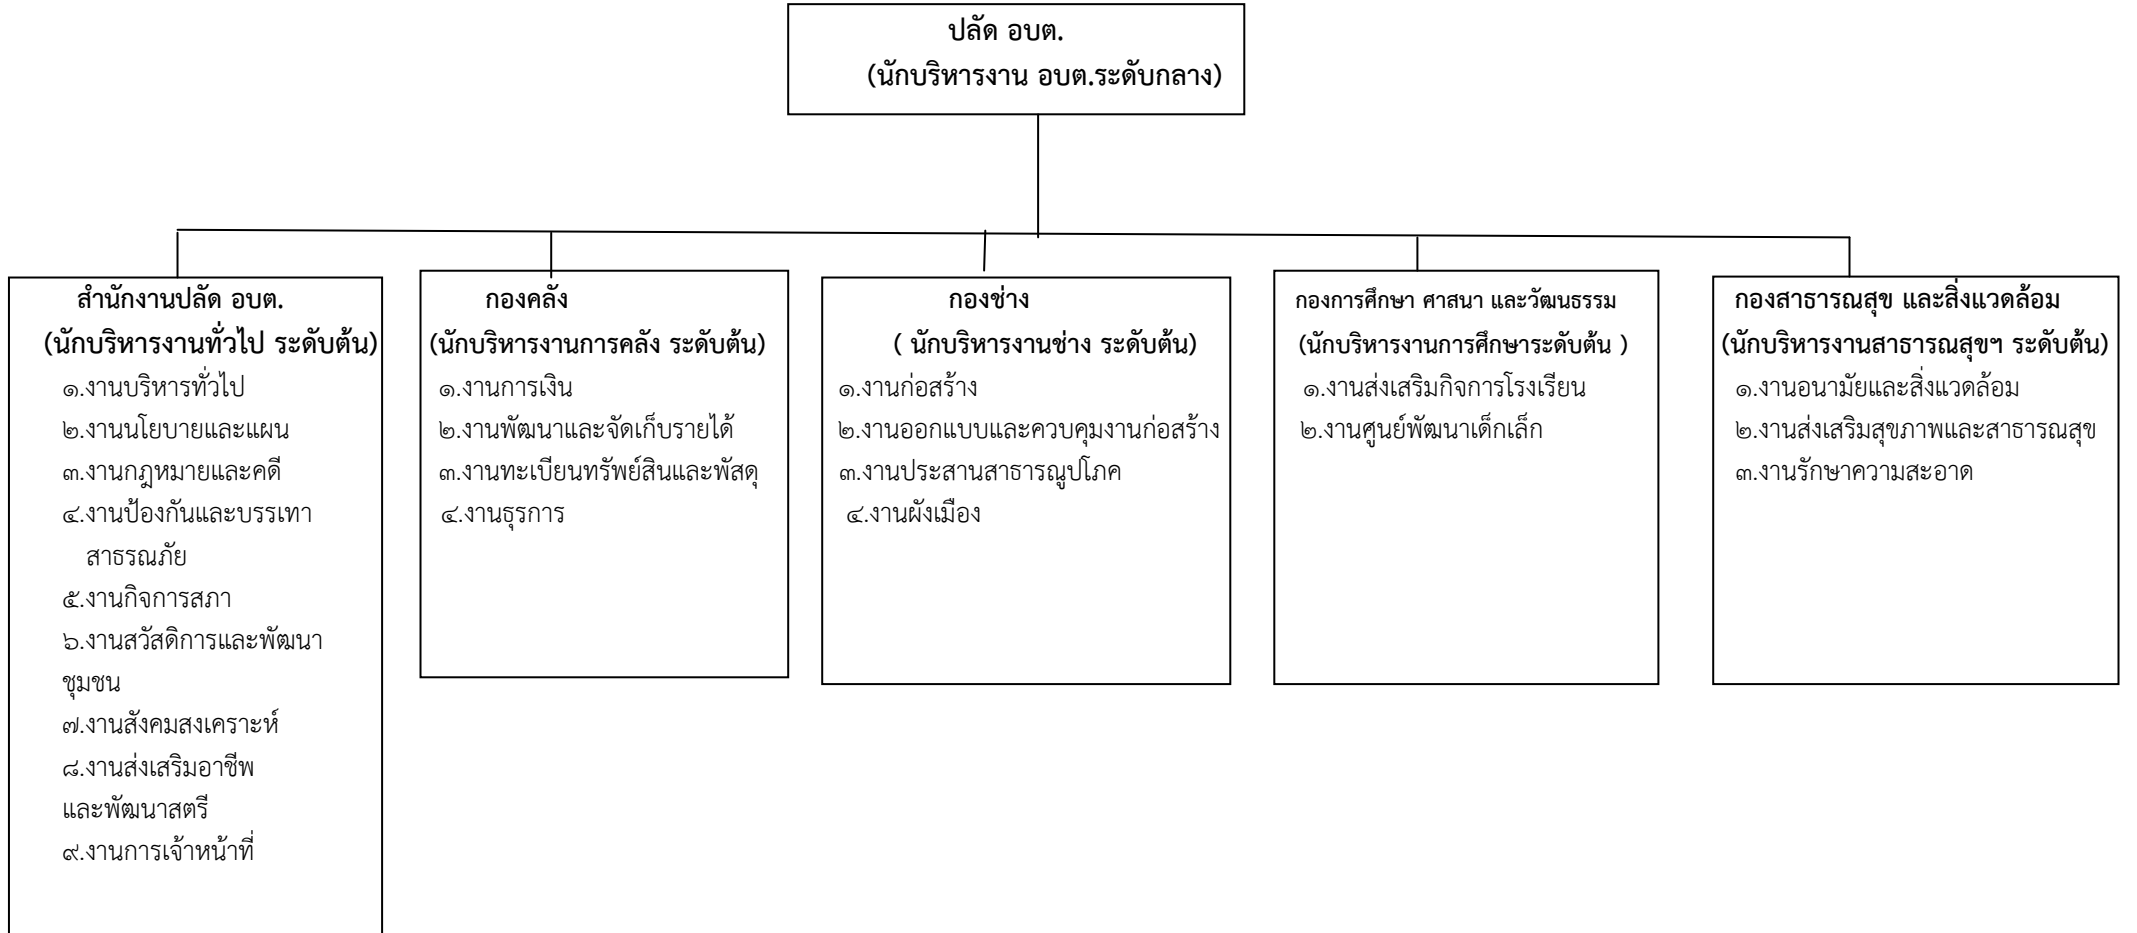 ปลัด อบต.
(นักบริหารงาน อบต.ระดับกลาง)
สำนักงานปลัด อบต.
(นักบริหารงานทั่วไป ระดับต้น)
๑.งานบริหารทั่วไป
๒.งานนโยบายและแผน
๓.งานกฎหมายและคดี
๔.งานป้องกันและบรรเทา
สาธรณภัย
๕.งานกิจการสภา
๖.งานสวัสดิการและพัฒนา
ชุมชน
๗.งานสังคมสงเคราะห์
๘.งานส่งเสริมอาชีพ
และพัฒนาสตรี
๙.งานการเจ้าหน้าที่
กองคลัง
(นักบริหารงานการคลัง ระดับต้น)
๑.งานการเงิน
๒.งานพัฒนาและจัดเก็บรายได้
๓.งานทะเบียนทรัพย์สินและพัสดุ
๔.งานธุรการ
กองช่าง
( นักบริหารงานช่าง ระดับต้น)
๑.งานก่อสร้าง
๒.งานออกแบบและควบคุมงานก่อสร้าง
๓.งานประสานสาธารณูปโภค
๔.งานผังเมือง
กองการศึกษา ศาสนา และวัฒนธรรม
(นักบริหารงานการศึกษาระดับต้น )
๑.งานส่งเสริมกิจการโรงเรียน
๒.งานศูนย์พัฒนาเด็กเล็ก
กองสาธารณสุข และสิ่งแวดล้อม
(นักบริหารงานสาธารณสุขฯ ระดับต้น)
๑.งานอนามัยและสิ่งแวดล้อม
๒.งานส่งเสริมสุขภาพและสาธารณสุข
๓.งานรักษาความสะอาด